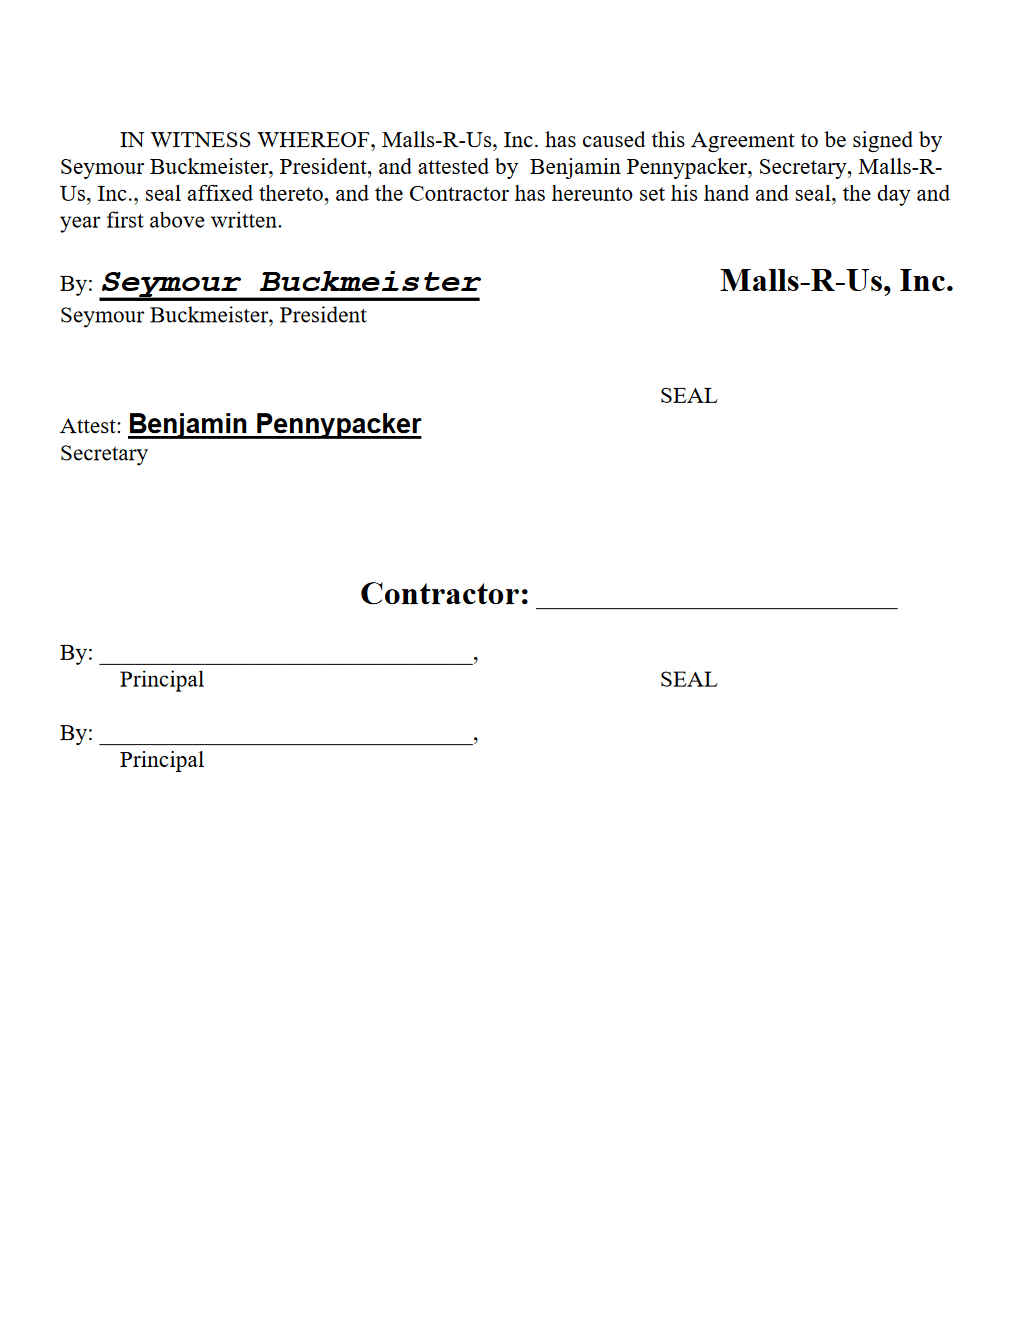 IN WITNESS WHEREOF, Malls-R-Us, Inc. has caused this Agreement to be signed by
Seymour Buckmeister, President, and attested by  Benjamin Pennypacker, Secretary, Malls-R-
Us, Inc., seal affixed thereto, and the Contractor has hereunto set his hand and seal, the day and
year first above written.
By: Seymour Buckmeister Malls-R-Us, Inc.
Seymour Buckmeister, President
SEAL
Attest: Benjamin Pennypacker
Secretary
Contractor: ______________________
By: _______________________________,
Principal SEAL
By: _______________________________,
Principal